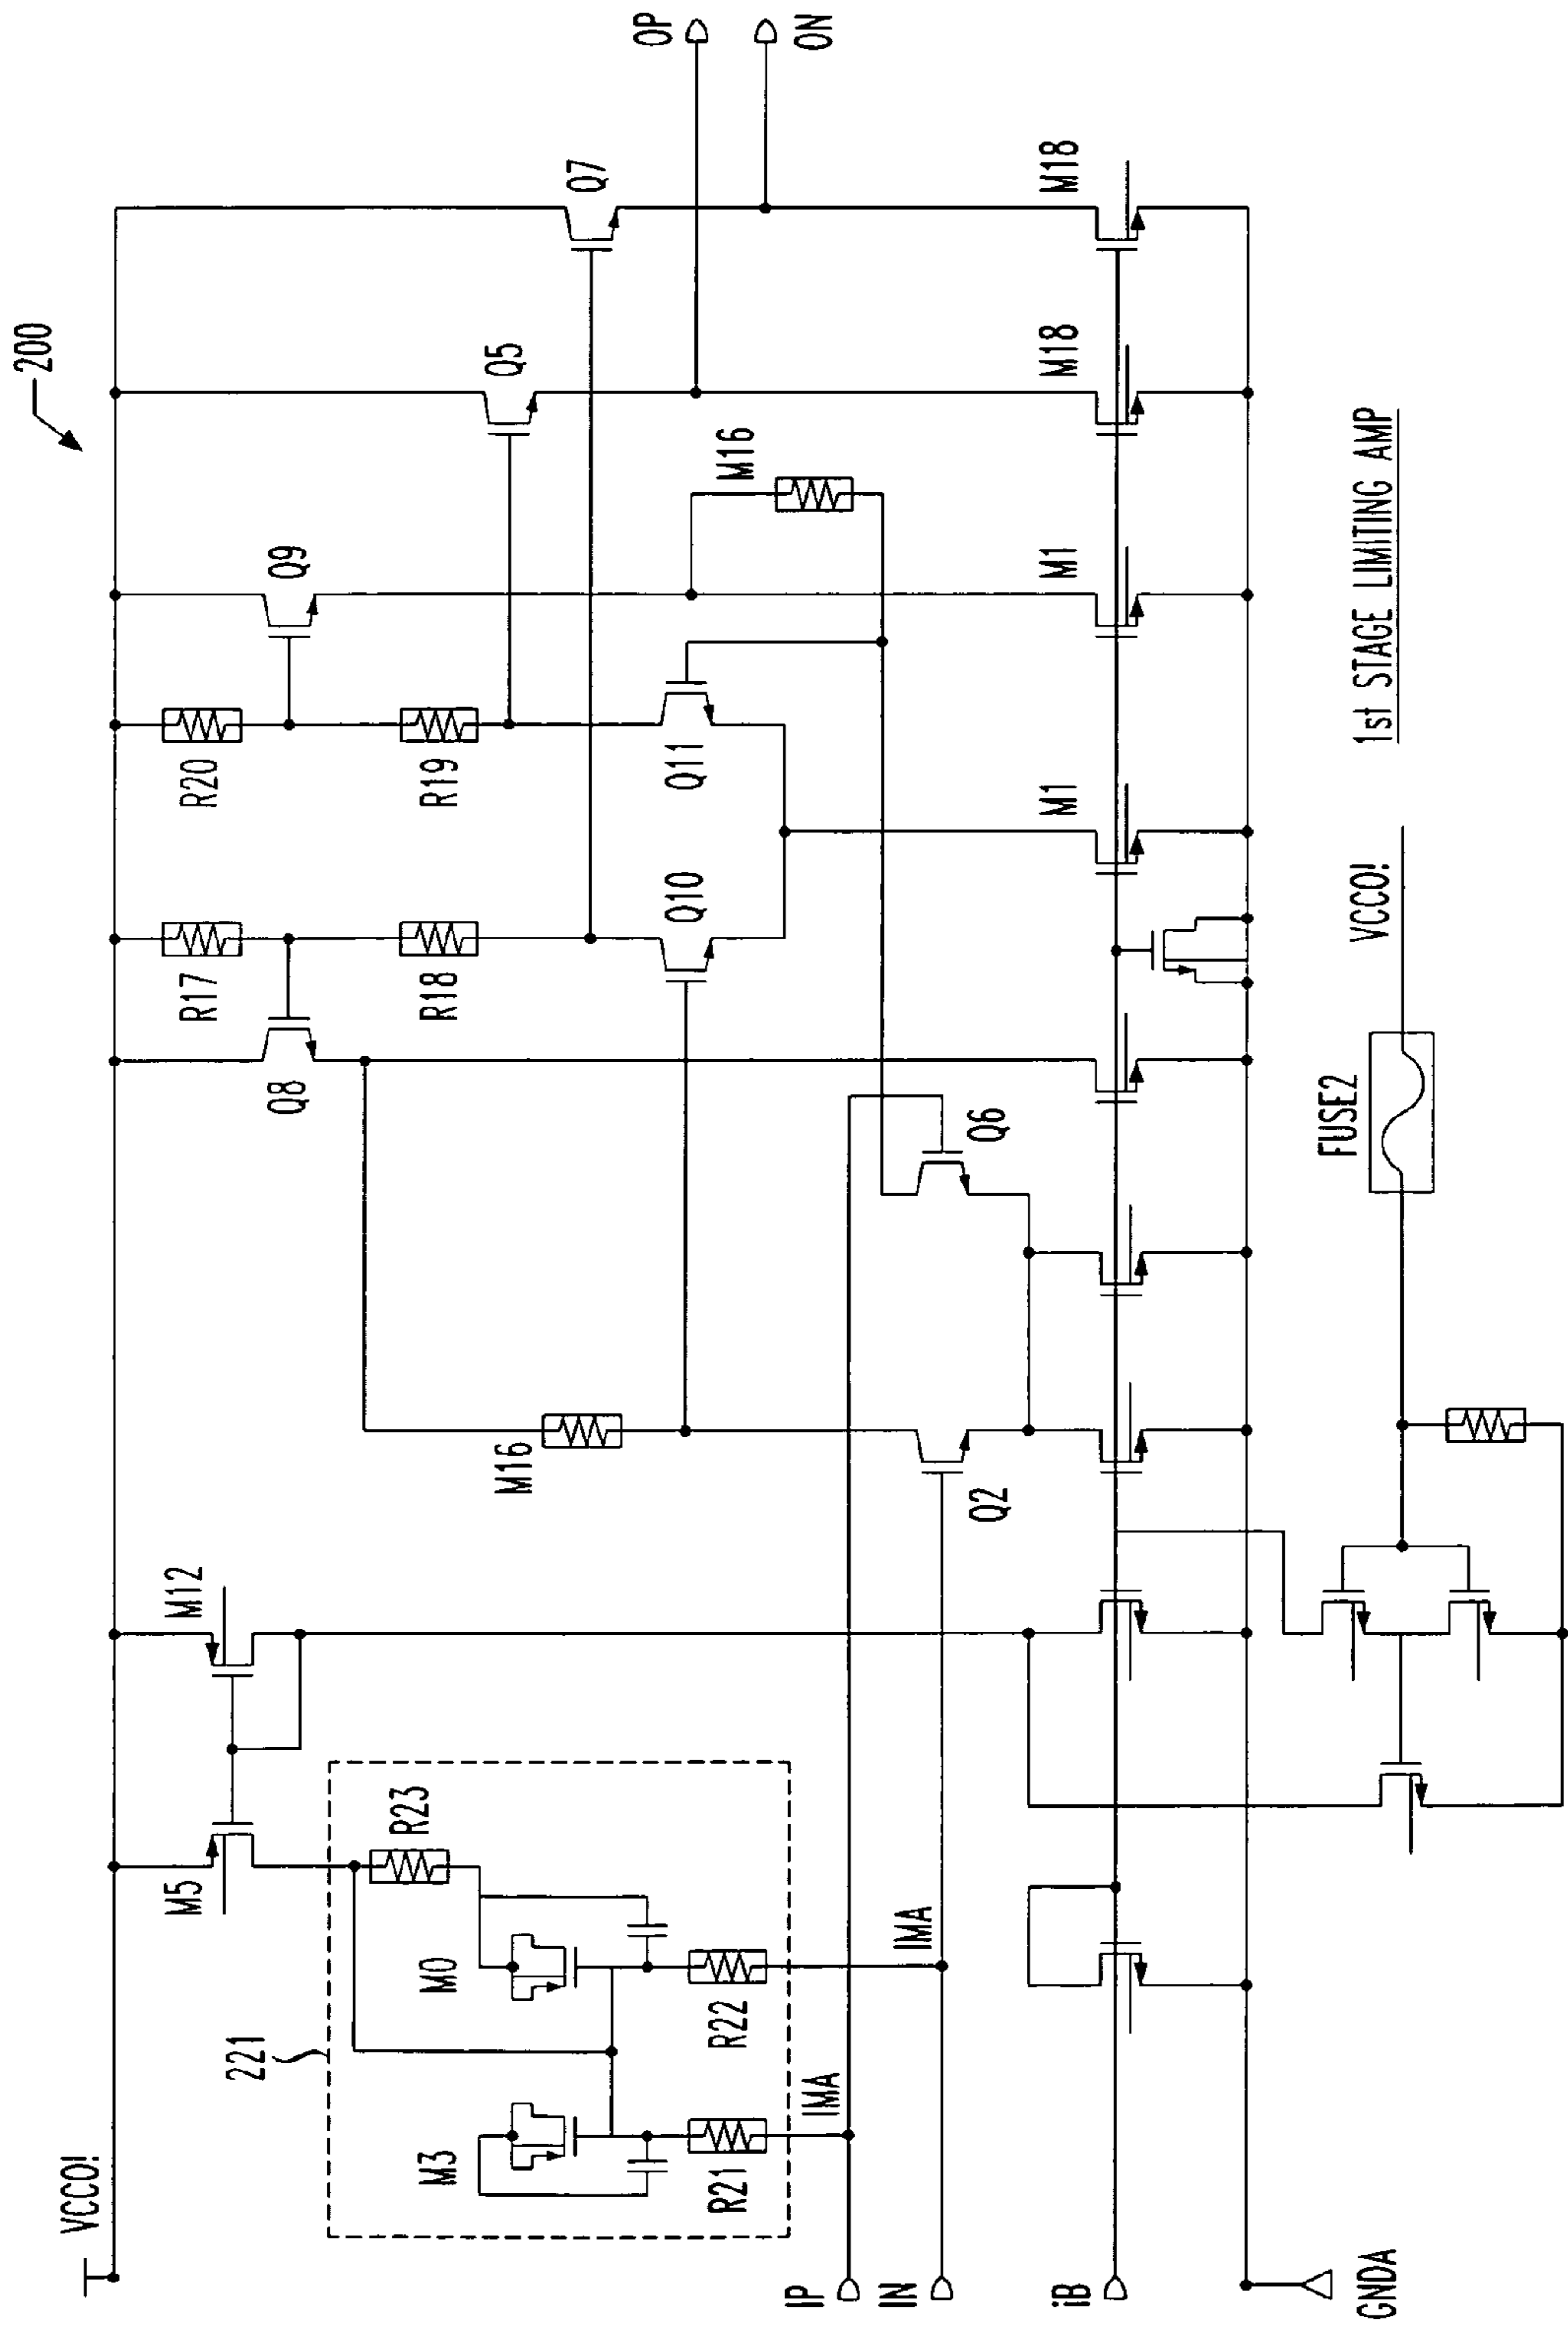 200
VCCO!
M5
M12
R17
R20
Q8
Q9
221
M3
M0
R23
R18
R19
Q5
M16
Q10
Q11
Q7
M16
OP
R21
R22
IMA
IMA
ON
IP
IN
Q2
Q6
iB
M1
M1
M18
M18
GNDA
FUSE2
VCCO!
1st STAGE LIMITING AMP